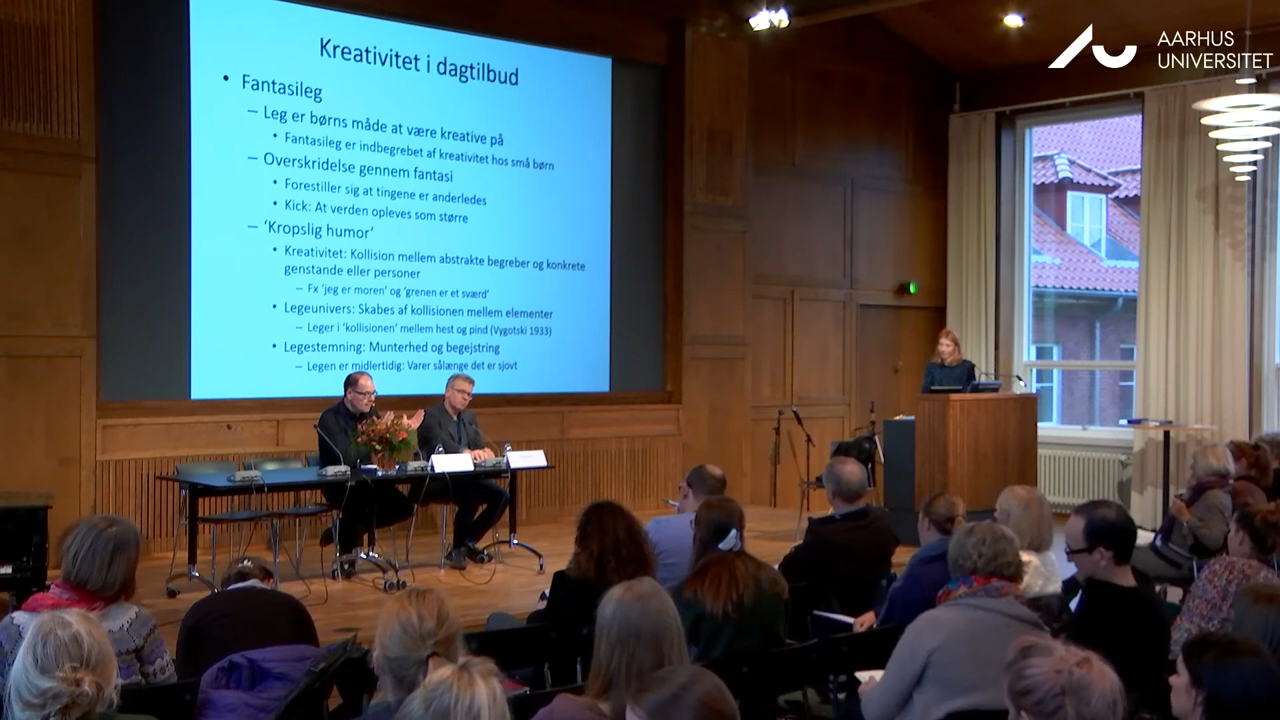 Kreativitet i dagtilbud
• Fantasileg
– Leg er børns måde at være kreative på
• Fantasileg er indbegrebet af kreativitet hos små børn
– Overskridelse gennem fantasi
• Forestiller sig at tingene er anderledes
• Kick: At verden opleves som større
– ‘Kropslig humor’
• Kreativitet: Kollision mellem abstrakte begreber og konkrete
genstande eller personer
– Fx ‘jeg er moren’ og ‘grenen er et sværd’
• Legeunivers: Skabes af kollisionen mellem elementer
– Leger i ‘kollisionen’ mellem hest og pind (Vygotski 1933)
• Legestemning: Munterhed og begejstring
– Legen er midlertidig: Varer sålænge det er sjovt
AARHUS
UNIVERSITET